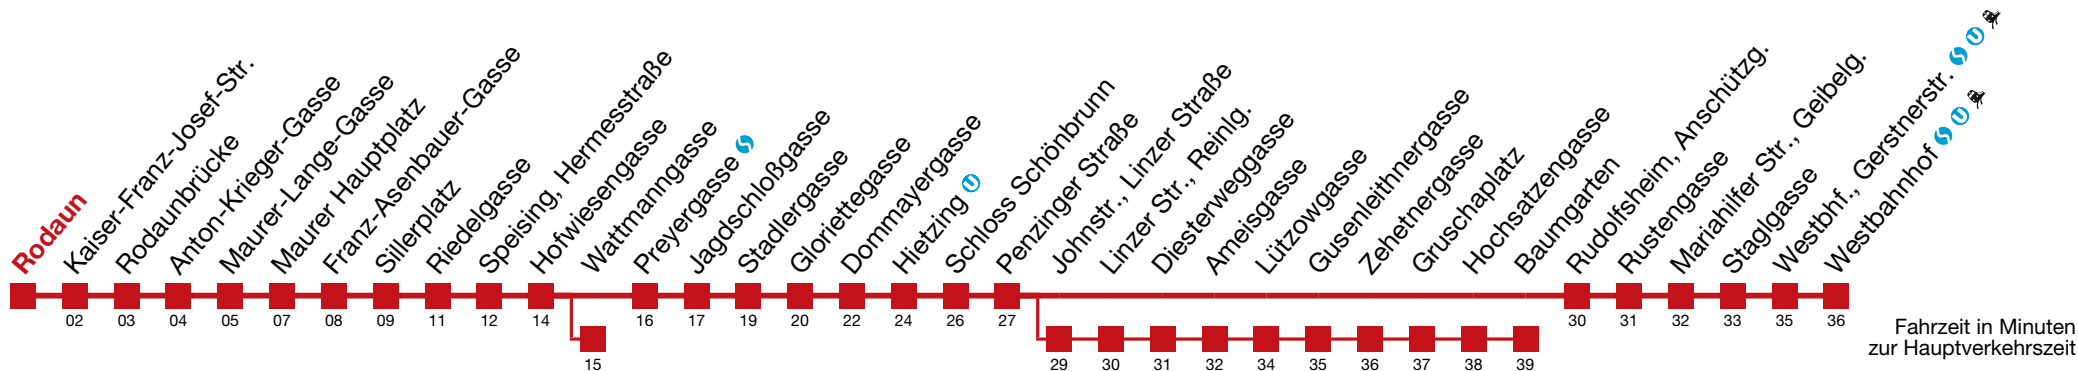 Rodaun
Kaiser-Franz-Josef-Str.
Rodaunbrücke
Anton-Krieger-Gasse
Maurer-Lange-Gasse
Maurer Hauptplatz
Franz-Asenbauer-Gasse
Sillerplatz
Riedelgasse
Speising, Hermesstraße
Hofwiesengasse
Wattmanngasse
Preyergasse
Jagdschloßgasse
Stadlergasse
Gloriettegasse
Dommayergasse
Hietzing U
Schloss Schönbrunn
Penzinger Straße
Johnstr., Linzer Straße
Linzer Str., Reinlg.
Diesterweggasse
Ameisgasse
Lützowgasse
Gusenleithnergasse
Zehetnergasse
Gruschaplatz
Hochsatzengasse
Baumgarten
Rudolfsheim, Anschützg.
Rustengasse
Mariahilfer Str., Geibelg.
Staglgasse
Westbhf., Gerstnerstr. U
Westbahnhof U
02 03 04 05 07 08 09 11 12 14 16 17 19 20 22 24 26 27 30 31 32 33 35 36
15 29 30 31 32 34 35 36 37 38 39
Fahrzeit in Minuten
zur Hauptverkehrszeit